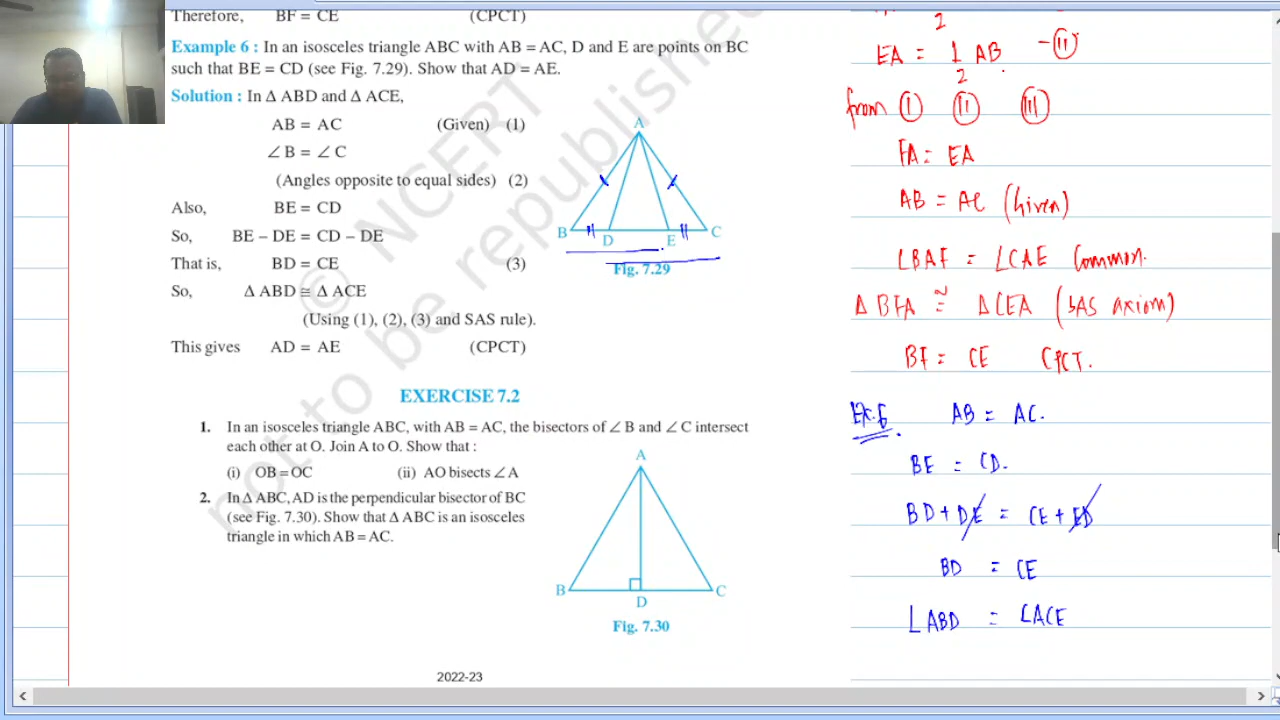 Therefore, BF = CE (CPCT)
Example 6 : In an isosceles triangle ABC with AB = AC, D and E are points on BC
such that BE = CD (see Fig. 7.29). Show that AD = AE.
Solution : In Δ ABD and Δ ACE,
AB = AC (Given) (1)
∠ B = ∠ C
(Angles opposite to equal sides) (2)
Also, BE = CD
So, BE – DE = CD – DE
That is, BD = CE (3)
So, Δ ABD ≅ Δ ACE
(Using (1), (2), (3) and SAS rule).
This gives AD = AE (CPCT)
A
B D E C
Fig. 7.29
EXERCISE 7.2
1. In an isosceles triangle ABC, with AB = AC, the bisectors of ∠ B and ∠ C intersect
each other at O. Join A to O. Show that :
(i) OB = OC (ii) AO bisects ∠ A
2. In Δ ABC, AD is the perpendicular bisector of BC
(see Fig. 7.30). Show that Δ ABC is an isosceles
triangle in which AB = AC.
A
B D C
Fig. 7.30
2022-23
© NCERT
not to be republished
2
EA = 1/2 AB - (II)
from (I) (II) (III)
FA = EA
AB = AC (Given)
∠BAF = ∠CAE Common.
Δ BFA ≅ Δ CEA (SAS axiom)
BF = CE CPCT.
Ex.6. AB = AC.
BE = CD.
BD + DE = CE + ED
BD = CE
∠ABD = ∠ACE